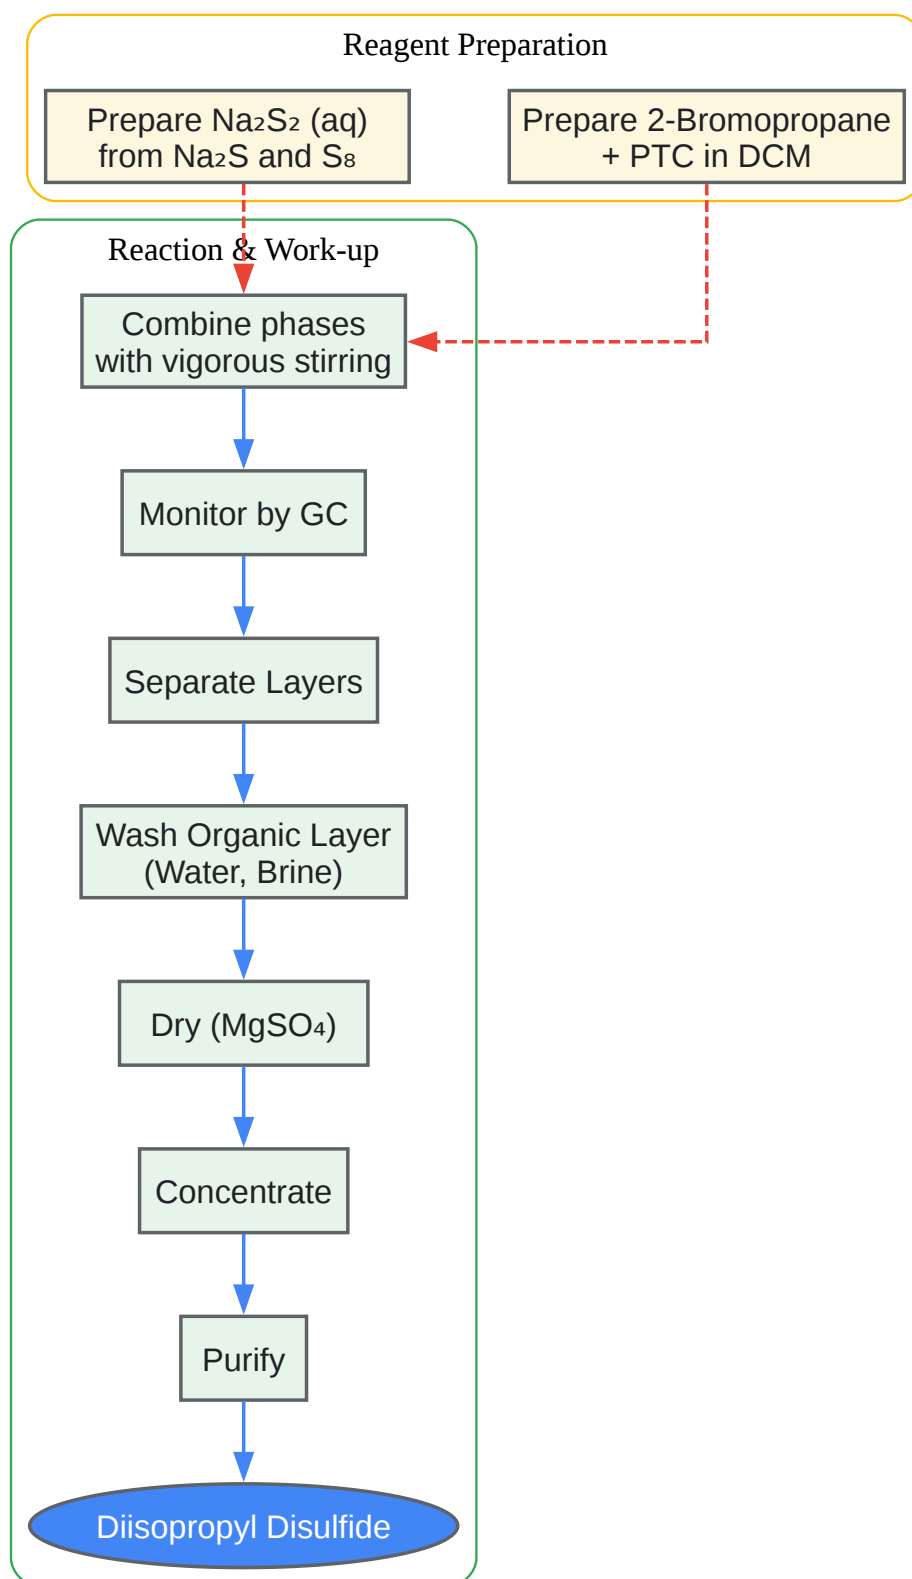 Reagent Preparation
Prepare Na₂S₂ (aq)
from Na₂S and S₈
Prepare 2-Bromopropane
+ PTC in DCM
Reaction & Work-up
Combine phases
with vigorous stirring
Monitor by GC
Separate Layers
Wash Organic Layer
(Water, Brine)
Dry (MgSO₄)
Concentrate
Purify
Diisopropyl Disulfide